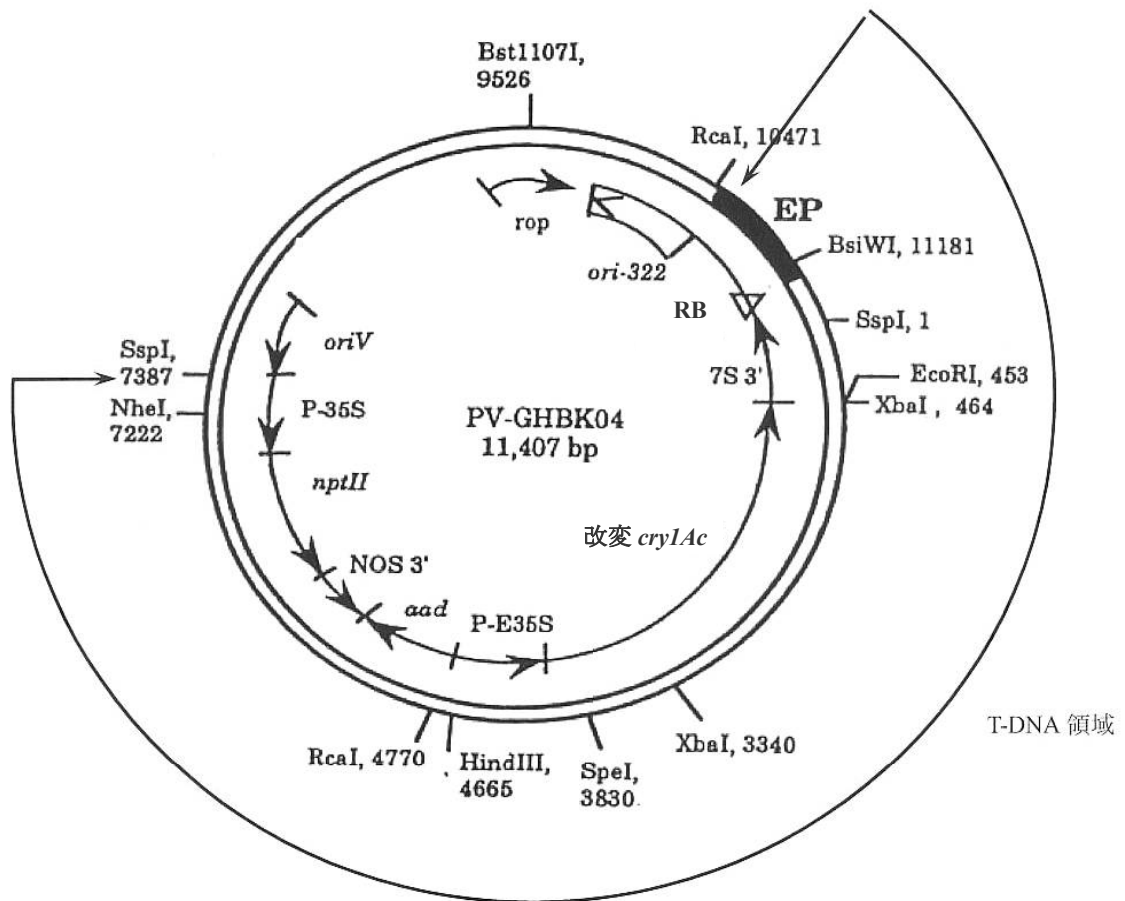 Bst1107I,
9526
RcaI, 10471
EP
BsiWI, 11181
rop
ori-322
RB
SspI, 1
oriV
SspI,
7387
7S 3'
EcoRI, 453
P-35S
XbaI, 464
NheI,
7222
PV-GHBK04
11,407 bp
nptII
改変 cry1Ac
NOS 3'
aad
P-E35S
T-DNA 領域
XbaI, 3340
RcaI, 4770
HindIII,
4665
SpeI,
3830.